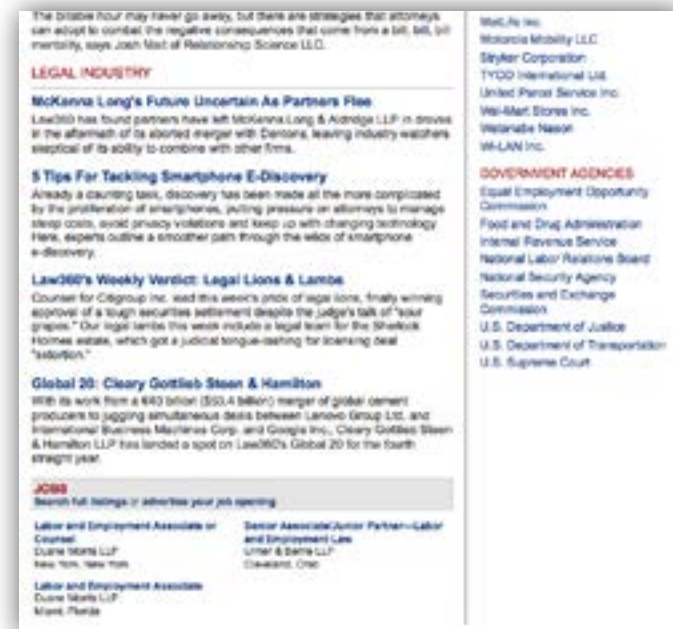 The billable hour may never go away, but there are strategies that attorneys
can adopt to combat the negative consequences that come from a bill, bill, bill
mentality, says Josh Mait of Relationship Science LLC.
LEGAL INDUSTRY
McKenna Long's Future Uncertain As Partners Flee
Law360 has found partners have left McKenna Long & Aldridge LLP in droves
in the aftermath of its aborted merger with Dentons, leaving industry watchers
skeptical of its ability to combine with other firms.
5 Tips For Tackling Smartphone E-Discovery
Already a daunting task, discovery has been made all the more complicated
by the proliferation of smartphones, putting pressure on attorneys to manage
steep costs, avoid privacy violations and keep up with changing technology.
Here, experts outline a smoother path through the wilds of smartphone
e-discovery.
Law360's Weekly Verdict: Legal Lions & Lambs
Counsel for Citigroup Inc. lead this week's pride of legal lions, finally winning
approval of a tough securities settlement despite the judge's talk of "sour
grapes." Our legal lambs this week include a legal team for the Sherlock
Holmes estate, which got a judicial tongue-lashing for licensing deal
"extortion."
Global 20: Cleary Gottlieb Steen & Hamilton
With its work from a €40 billion ($53.4 billion) merger of global cement
producers to juggling simultaneous deals between Lenovo Group Ltd. and
International Business Machines Corp. and Google Inc., Cleary Gottlieb Steen
& Hamilton LLP has landed a spot on Law360's Global 20 for the fourth
straight year.
JOBS
Search full listings or advertise your job opening
Labor and Employment Associate or
Counsel
Duane Morris LLP
New York, New York
Senior Associate/Junior Partner—Labor
and Employment Law
Ulmer & Berne LLP
Cleveland, Ohio
Labor and Employment Associate
Duane Morris LLP
Miami, Florida
MetLife Inc.
Motorola Mobility LLC
Stryker Corporation
TYCO International Ltd.
United Parcel Service Inc.
Wal-Mart Stores Inc.
Watanabe Nason
Wi-LAN Inc.
GOVERNMENT AGENCIES
Equal Employment Opportunity
Commission
Food and Drug Administration
Internal Revenue Service
National Labor Relations Board
National Security Agency
Securities and Exchange
Commission
U.S. Department of Justice
U.S. Department of Transportation
U.S. Supreme Court